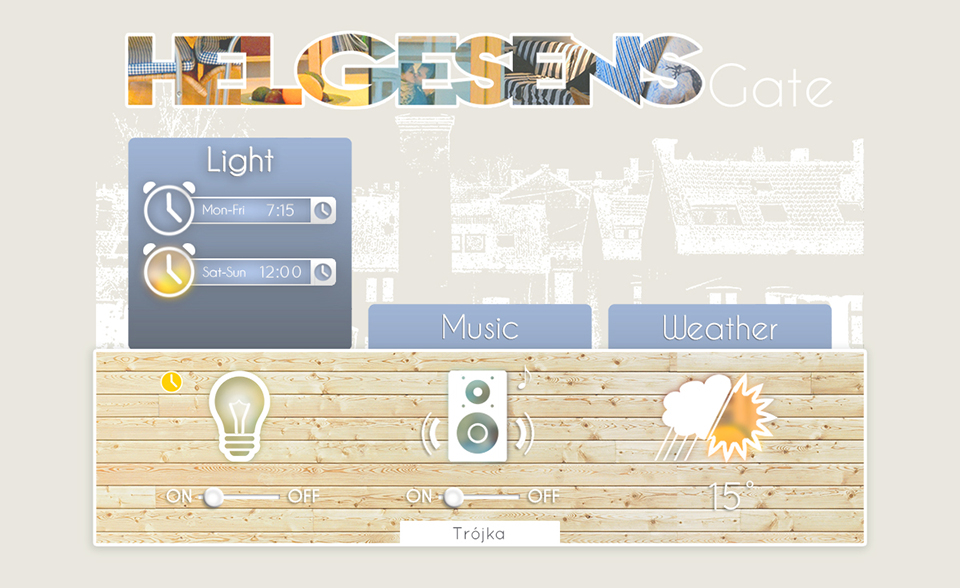 HELGESENS Gate
Light
Mon-Fri 7:15
Sat-Sun 12:00
Music
Weather
ON OFF
ON OFF
15°
Trójka